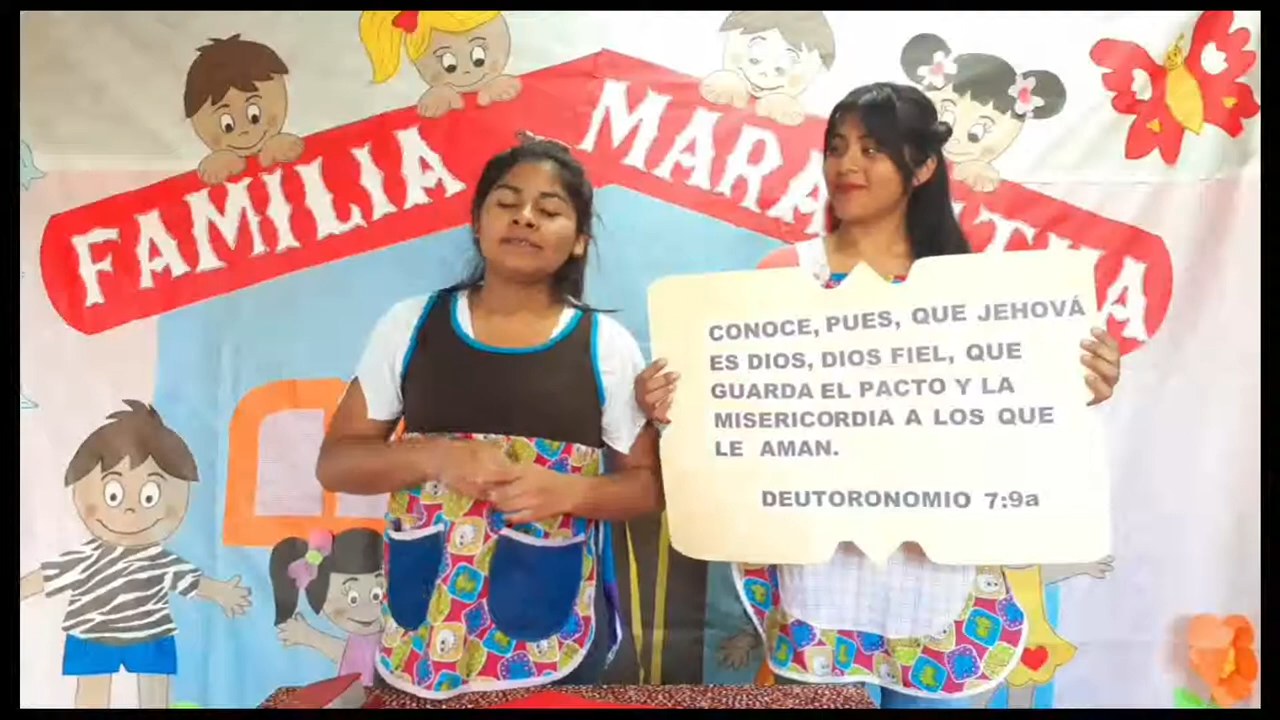 FAMILIA
CONOCE, PUES, QUE JEHOVÁ
ES DIOS, DIOS FIEL, QUE
GUARDA EL PACTO Y LA
MISERICORDIA A LOS QUE
LE AMAN.
DEUTORONOMIO 7:9a